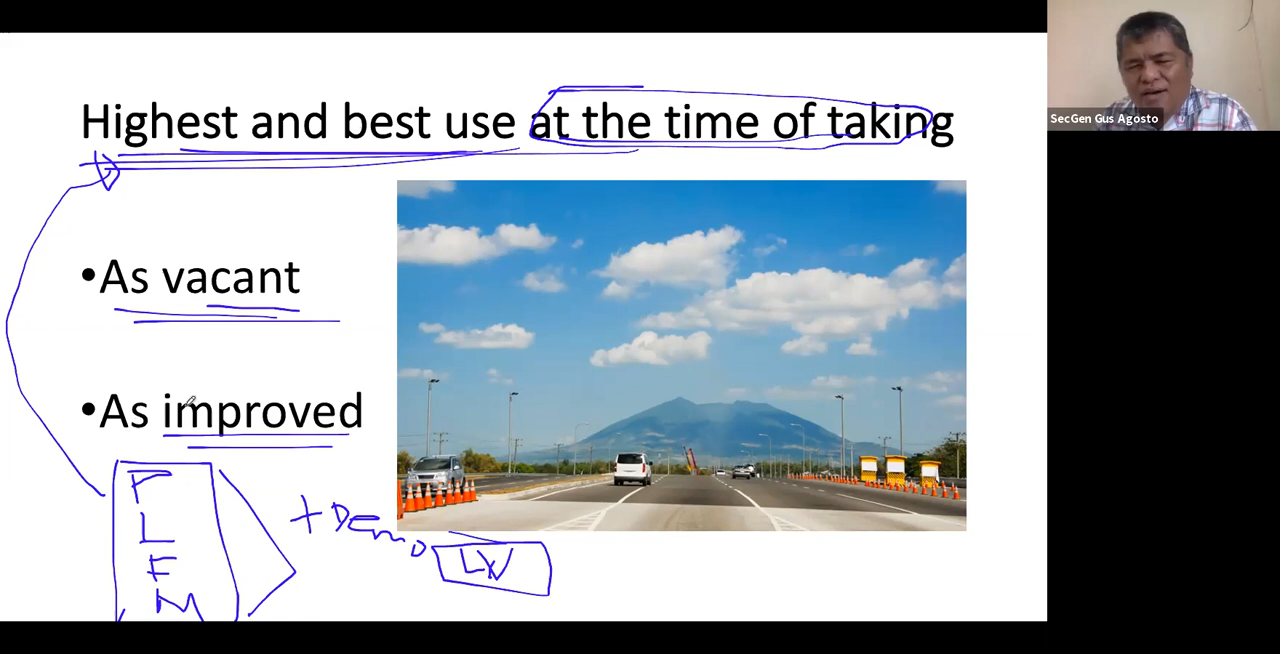 Highest and best use at the time of taking
•As vacant
•As improved
P
L
F
M
+ Demo
LV
SecGen Gus Agosto